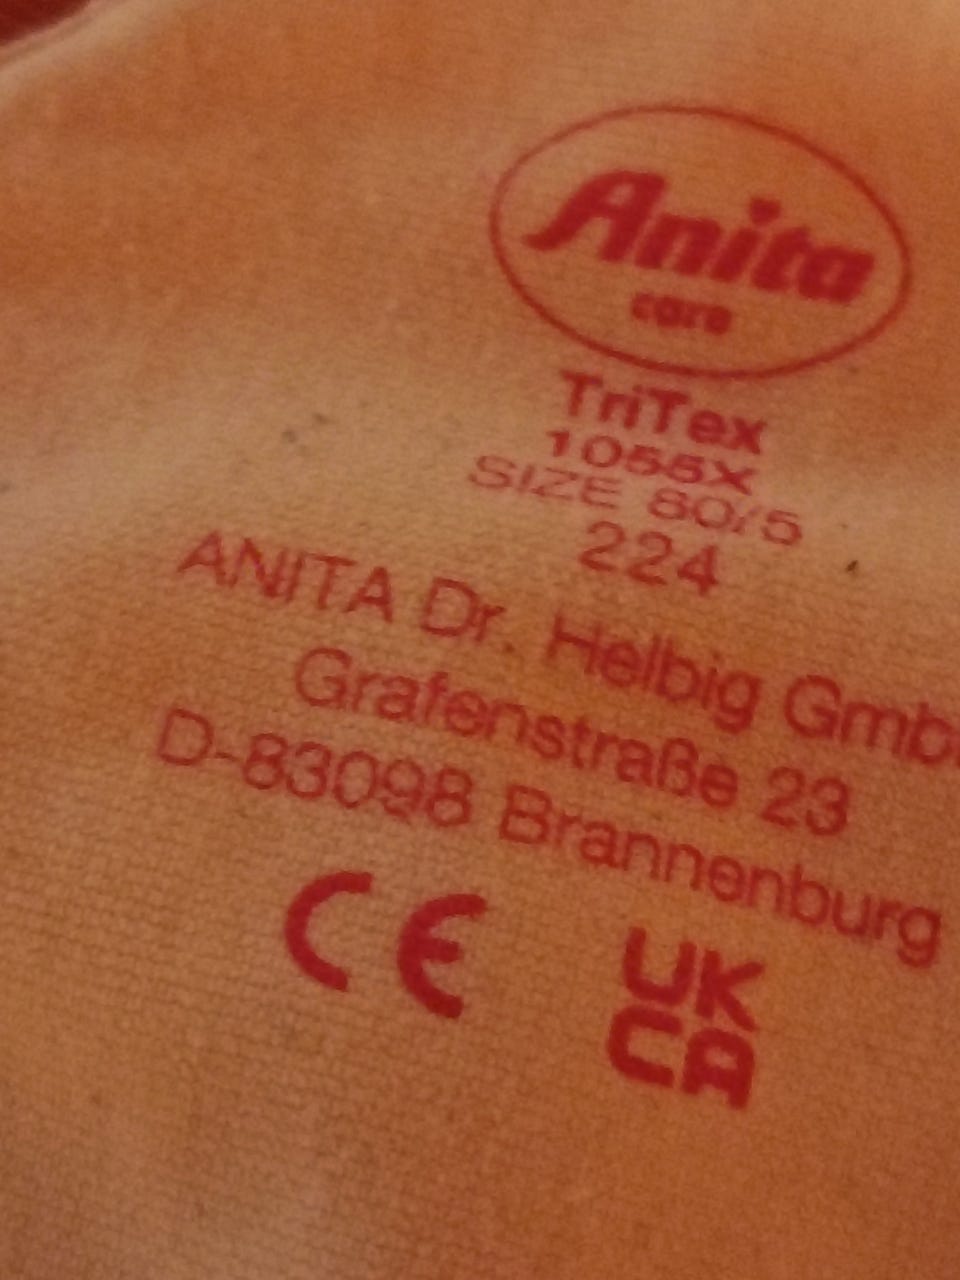 Anita
care
TriTex
1055X
SIZE 80/5
224
ANITA Dr. Helbig Gmb
Grafenstraße 23
D-83098 Brannenburg
CE
UK
CA